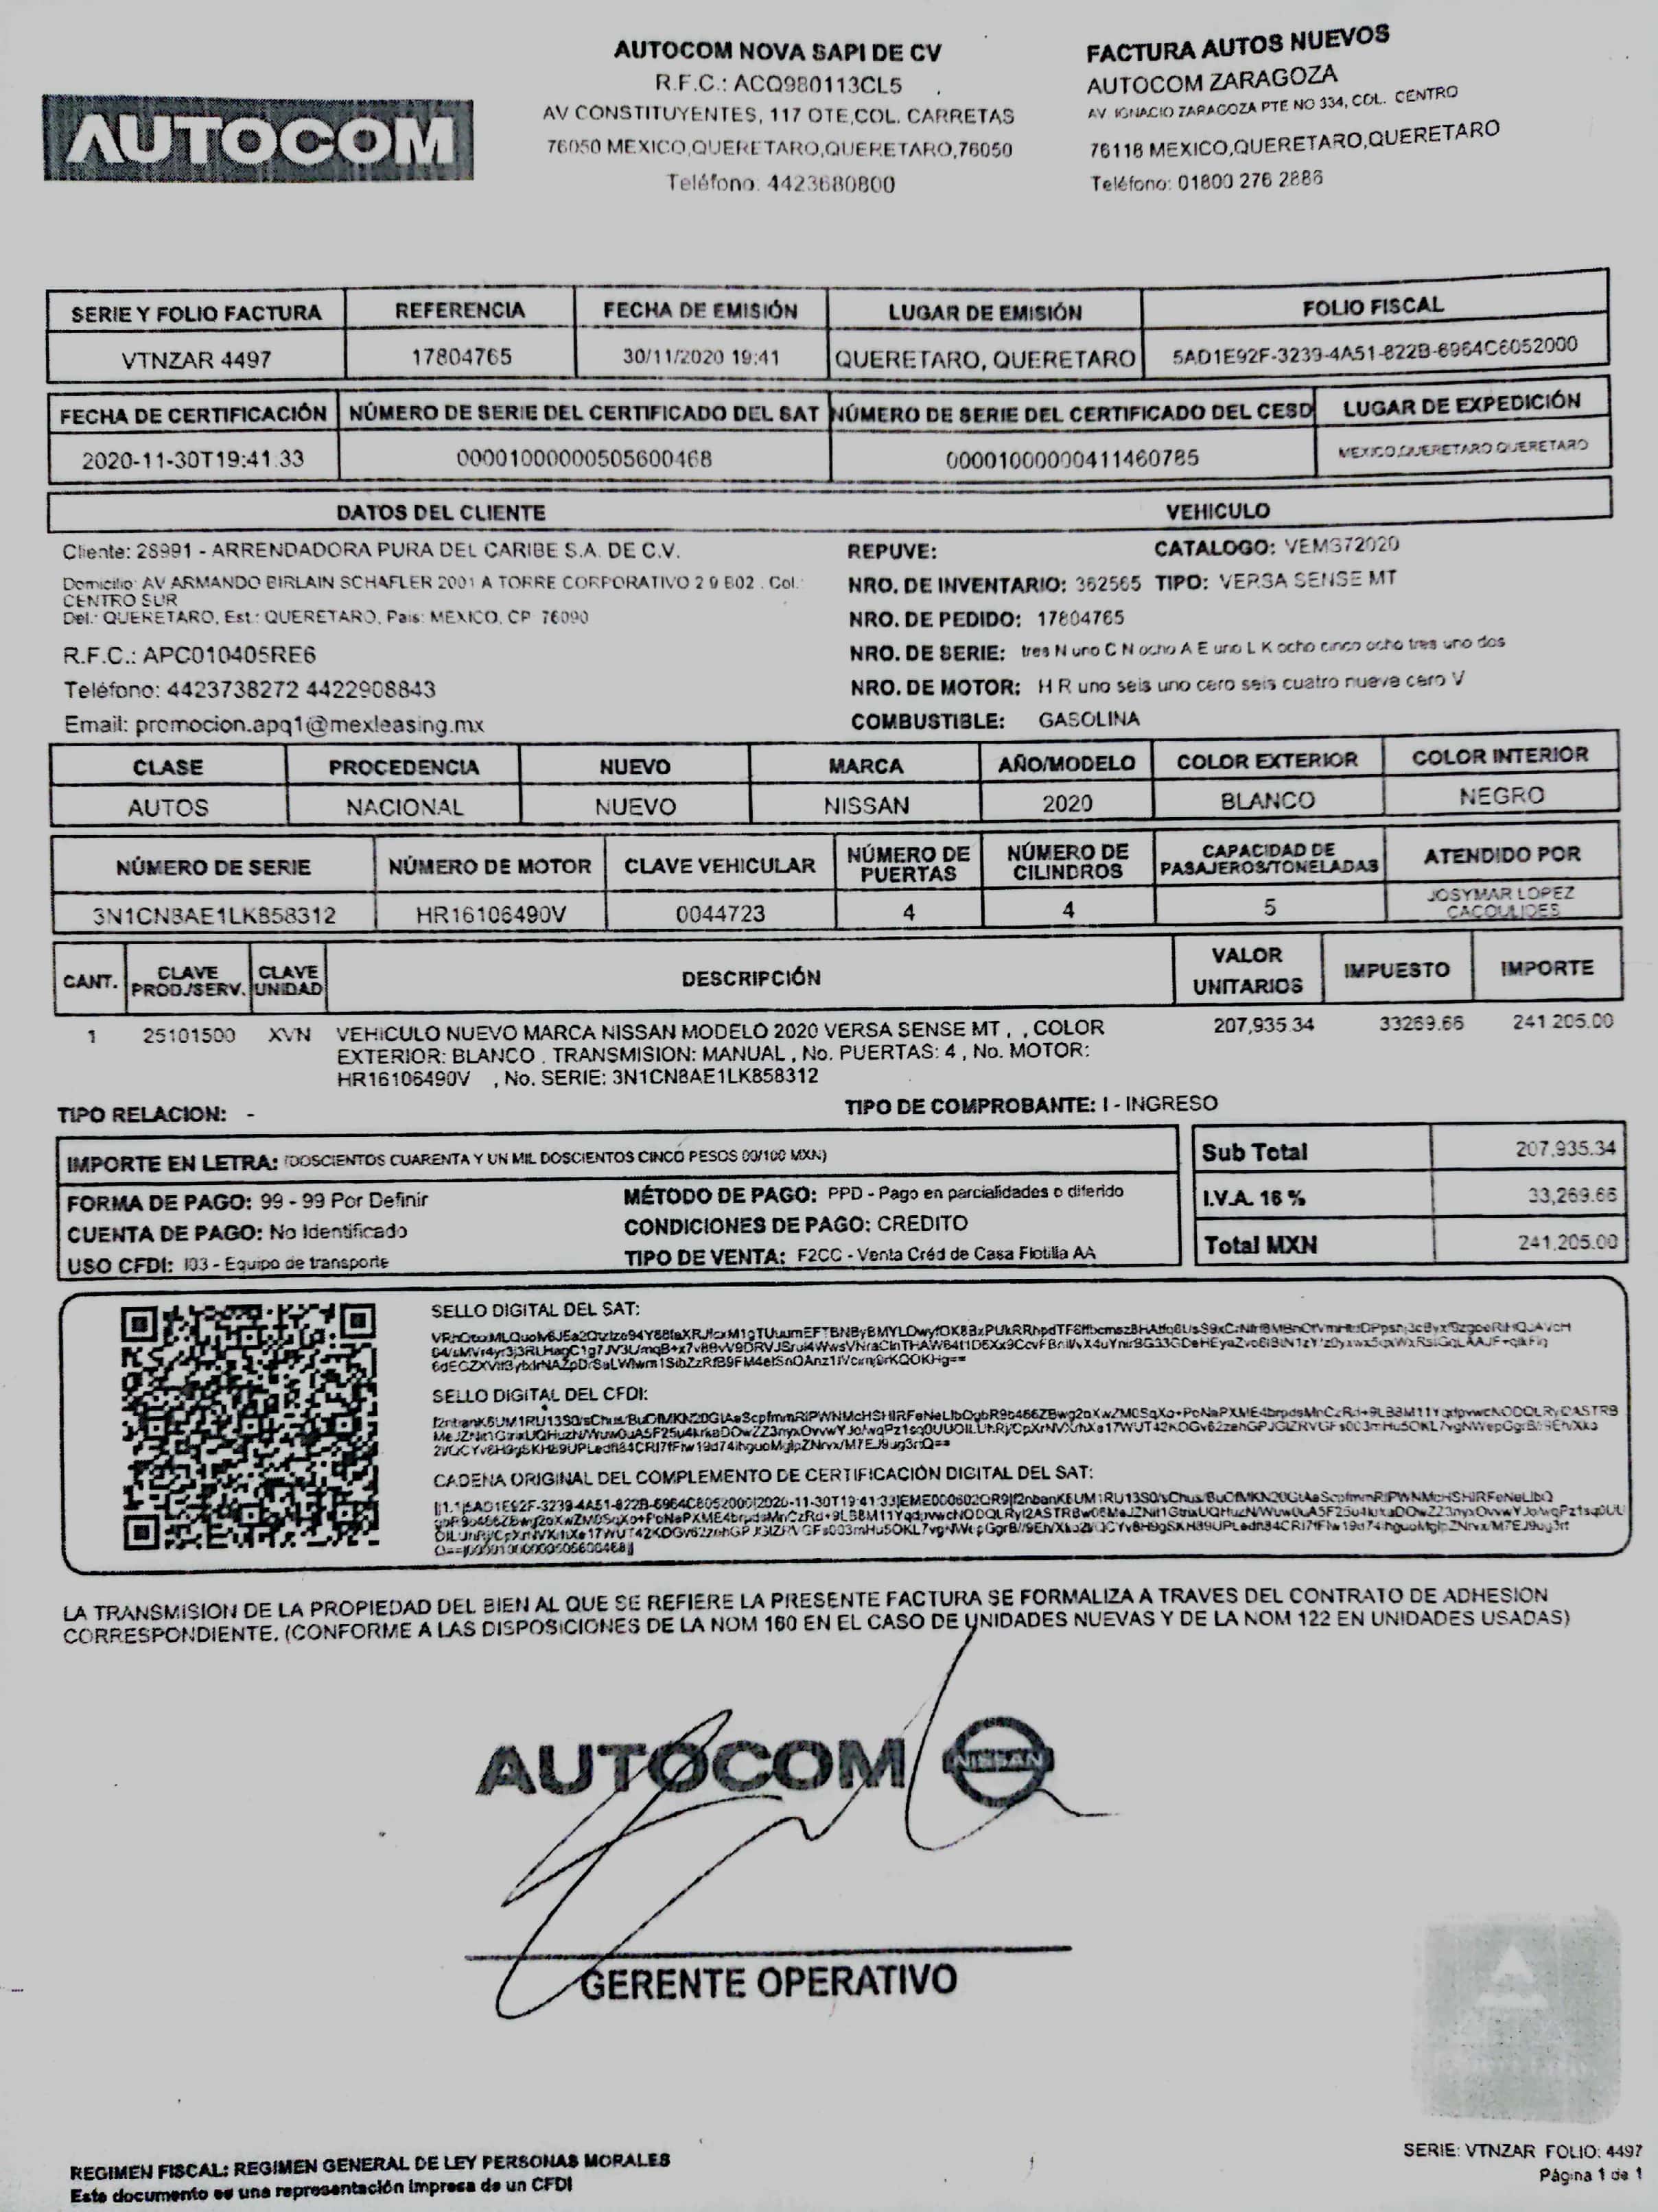 AUTOCOM
AUTOCOM NOVA SAPI DE CV
R.F.C.: ACQ980113CL5
AV CONSTITUYENTES, 117 OTE,COL. CARRETAS
76050 MEXICO,QUERETARO,QUERETARO,76050
Teléfono: 4423680800
FACTURA AUTOS NUEVOS
AUTOCOM ZARAGOZA
AV IGNACIO ZARAGOZA PTE NO 334, COL. CENTRO
76118 MEXICO,QUERETARO,QUERETARO
Teléfono: 01800 276 2886
SERIE Y FOLIO FACTURA REFERENCIA FECHA DE EMISIÓN LUGAR DE EMISIÓN FOLIO FISCAL
VTNZAR 4497 17804765 30/11/2020 19:41 QUERETARO, QUERETARO 5AD1E92F-3239-4A51-822B-6964C6052000
FECHA DE CERTIFICACIÓN NÚMERO DE SERIE DEL CERTIFICADO DEL SAT NÚMERO DE SERIE DEL CERTIFICADO DEL CESD LUGAR DE EXPEDICIÓN
2020-11-30T19:41:33 00001000000505600468 00001000000411460785 MEXICO,QUERETARO,QUERETARO
DATOS DEL CLIENTE VEHICULO
Cliente: 28991 - ARRENDADORA PURA DEL CARIBE S.A. DE C.V.
Domicilio: AV ARMANDO BIRLAIN SCHAFLER 2001 A TORRE CORPORATIVO 2 9 B02 . Col.:
CENTRO SUR
Del.: QUERETARO, Est.: QUERETARO, Pais: MEXICO, CP 76090
R.F.C.: APC010405RE6
Teléfono: 4423738272 4422908843
Email: promocion.apq1@mexleasing.mx
REPUVE: CATALOGO: VEMS72020
NRO. DE INVENTARIO: 362565 TIPO: VERSA SENSE MT
NRO. DE PEDIDO: 17804765
NRO. DE SERIE: tres N uno C N ocho A E uno L K ocho cinco ocho tres uno dos
NRO. DE MOTOR: H R uno seis uno cero seis cuatro nueve cero V
COMBUSTIBLE: GASOLINA
CLASE PROCEDENCIA NUEVO MARCA AÑO/MODELO COLOR EXTERIOR COLOR INTERIOR
AUTOS NACIONAL NUEVO NISSAN 2020 BLANCO NEGRO
NÚMERO DE SERIE NÚMERO DE MOTOR CLAVE VEHICULAR NÚMERO DE PUERTAS NÚMERO DE CILINDROS CAPACIDAD DE PASAJEROS/TONELADAS ATENDIDO POR
3N1CN8AE1LK858312 HR16106490V 0044723 4 4 5 JOSYMAR LOPEZ CACOULIDES
CANT. CLAVE PROD./SERV. CLAVE UNIDAD DESCRIPCIÓN VALOR UNITARIOS IMPUESTO IMPORTE
1 25101500 XVN VEHICULO NUEVO MARCA NISSAN MODELO 2020 VERSA SENSE MT , , COLOR 207,935.34 33269.66 241,205.00
EXTERIOR: BLANCO , TRANSMISION: MANUAL , No. PUERTAS: 4 , No. MOTOR:
HR16106490V , No. SERIE: 3N1CN8AE1LK858312
TIPO RELACION: -
TIPO DE COMPROBANTE: I - INGRESO
IMPORTE EN LETRA: (DOSCIENTOS CUARENTA Y UN MIL DOSCIENTOS CINCO PESOS 00/100 MXN)
FORMA DE PAGO: 99 - 99 Por Definir
CUENTA DE PAGO: No Identificado
USO CFDI: I03 - Equipo de transporte
MÉTODO DE PAGO: PPD - Pago en parcialidades o diferido
CONDICIONES DE PAGO: CREDITO
TIPO DE VENTA: F2CC - Venta Créd de Casa Flotilla AA
Sub Total 207,935.34
I.V.A. 16 % 33,269.66
Total MXN 241,205.00
SELLO DIGITAL DEL SAT:
SELLO DIGITAL DEL CFDI:
CADENA ORIGINAL DEL COMPLEMENTO DE CERTIFICACIÓN DIGITAL DEL SAT:
LA TRANSMISION DE LA PROPIEDAD DEL BIEN AL QUE SE REFIERE LA PRESENTE FACTURA SE FORMALIZA A TRAVES DEL CONTRATO DE ADHESION
CORRESPONDIENTE. (CONFORME A LAS DISPOSICIONES DE LA NOM 160 EN EL CASO DE UNIDADES NUEVAS Y DE LA NOM 122 EN UNIDADES USADAS)
AUTOCOM NISSAN
GERENTE OPERATIVO
REGIMEN FISCAL: REGIMEN GENERAL DE LEY PERSONAS MORALES
Este documento es una representación impresa de un CFDI
SERIE: VTNZAR FOLIO: 4497
Página 1 de 1